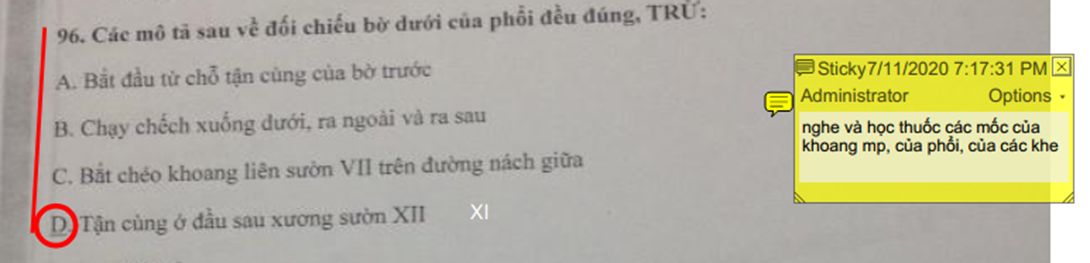 96. Các mô tả sau về đối chiếu bờ dưới của phổi đều đúng, TRỪ:
A. Bắt đầu từ chỗ tận cùng của bờ trước
B. Chạy chếch xuống dưới, ra ngoài và ra sau
C. Bắt chéo khoang liên sườn VII trên đường nách giữa
D. Tận cùng ở đầu sau xương sườn XII XI
Sticky7/11/2020 7:17:31 PM
Administrator Options
nghe và học thuốc các mốc của
khoang mp, của phổi, của các khe